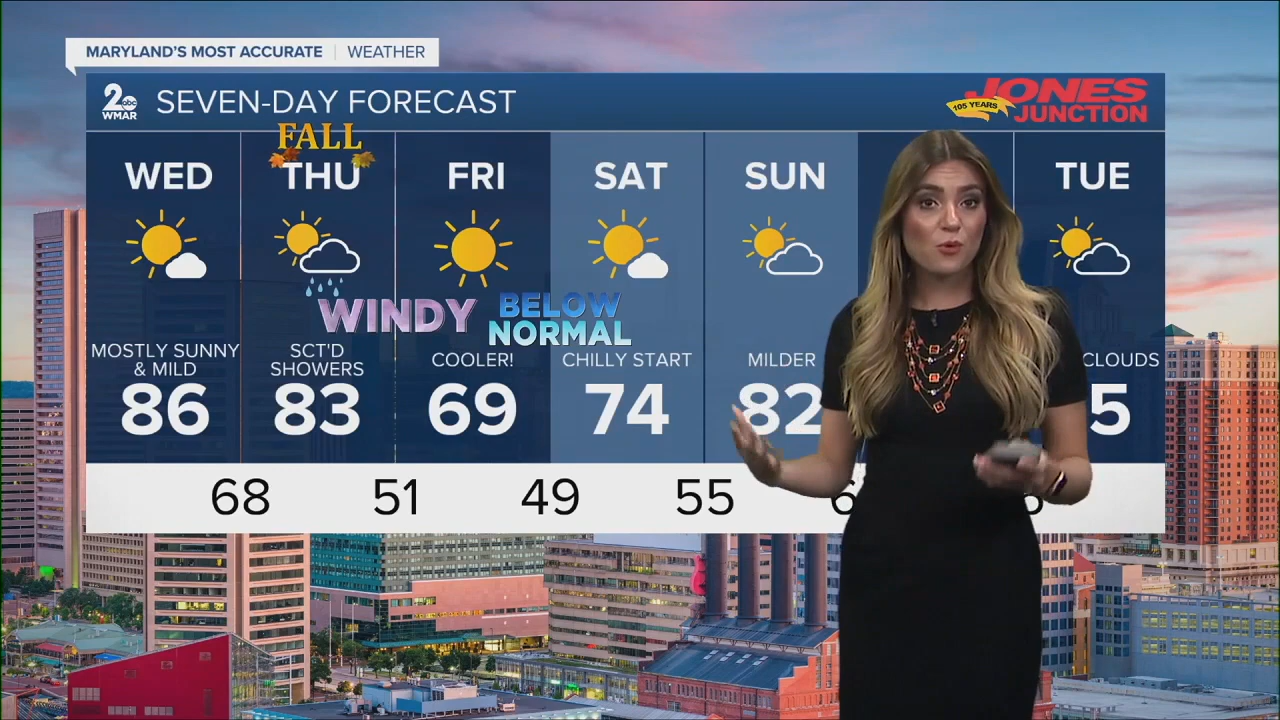 MARYLAND'S MOST ACCURATE | WEATHER
2 abc
WMAR
SEVEN-DAY FORECAST
105 YEARS
JONES
JUNCTION
FALL
WED THU FRI SAT SUN TUE
WINDY
BELOW
NORMAL
MOSTLY SUNNY
& MILD
SCT'D
SHOWERS
COOLER!
CHILLY START
MILDER
CLOUDS
86 83 69 74 82 5
68 51 49 55 6